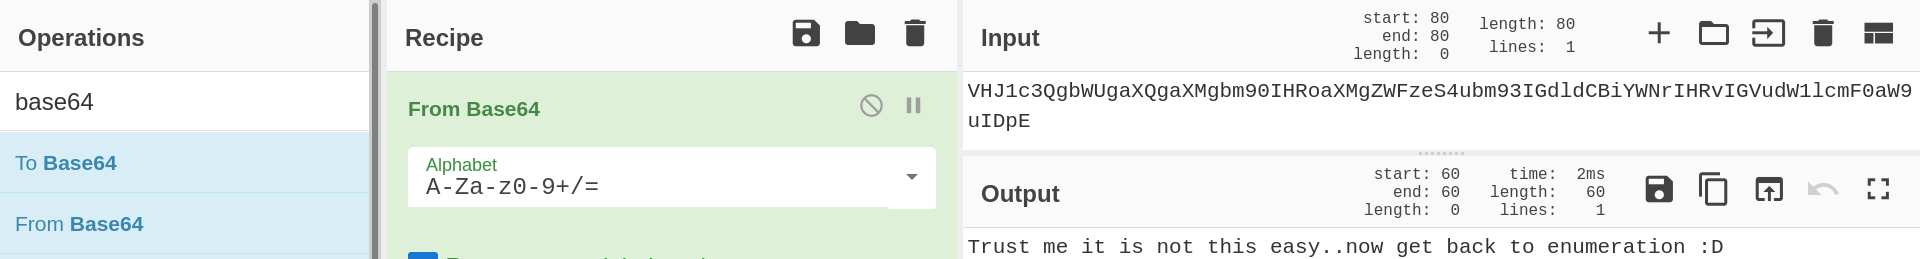 Operations
base64
To Base64
From Base64
Recipe
From Base64
Alphabet
A-Za-z0-9+/=
Input
start: 80
end: 80
length: 0
length: 80
lines: 1
VHJ1c3QgbWUgaXQgaXMgbm90IHRoaXMgZWFzeS4ubm93IGdldCBiYWNrIHRvIGVudW1lcmF0aW9
uIDpE
Output
start: 60
end: 60
length: 0
time: 2ms
length: 60
lines: 1
Trust me it is not this easy..now get back to enumeration :D